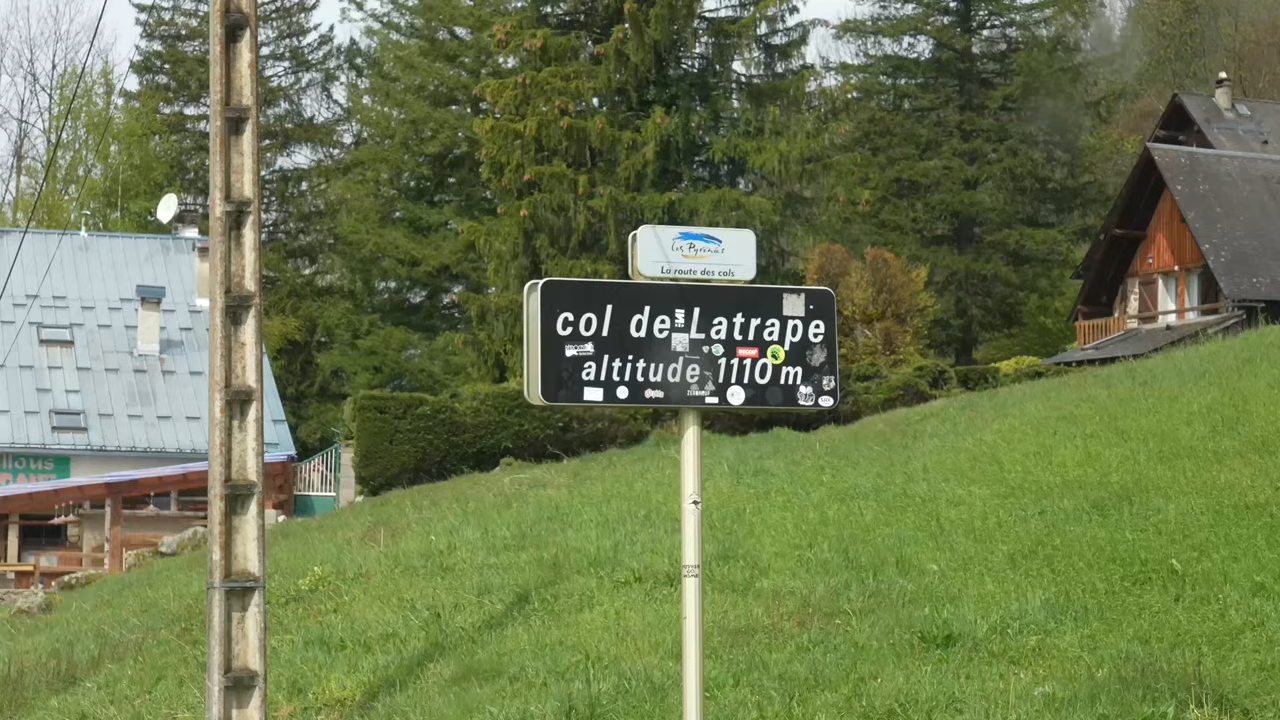 Les Pyrénées
La route des cols
col de Latrape
altitude 1110 m